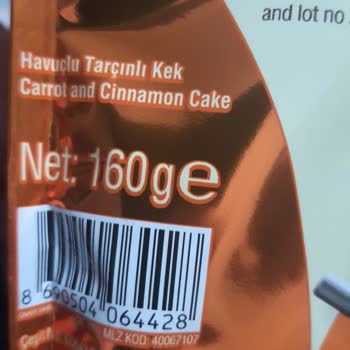 and lot no
Havuçlu Tarçınlı Kek
Carrot and Cinnamon Cake
Net: 160g e
8 690504 064428
MLZ KOD: 40067107